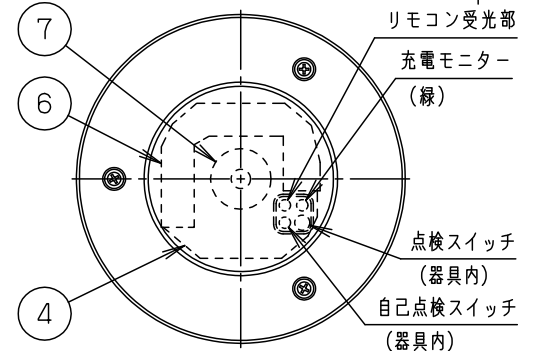 7
6
4
リモコン受光部
充電モニター
(緑)
点検スイッチ
(器具内)
自己点検スイッチ
(器具内)